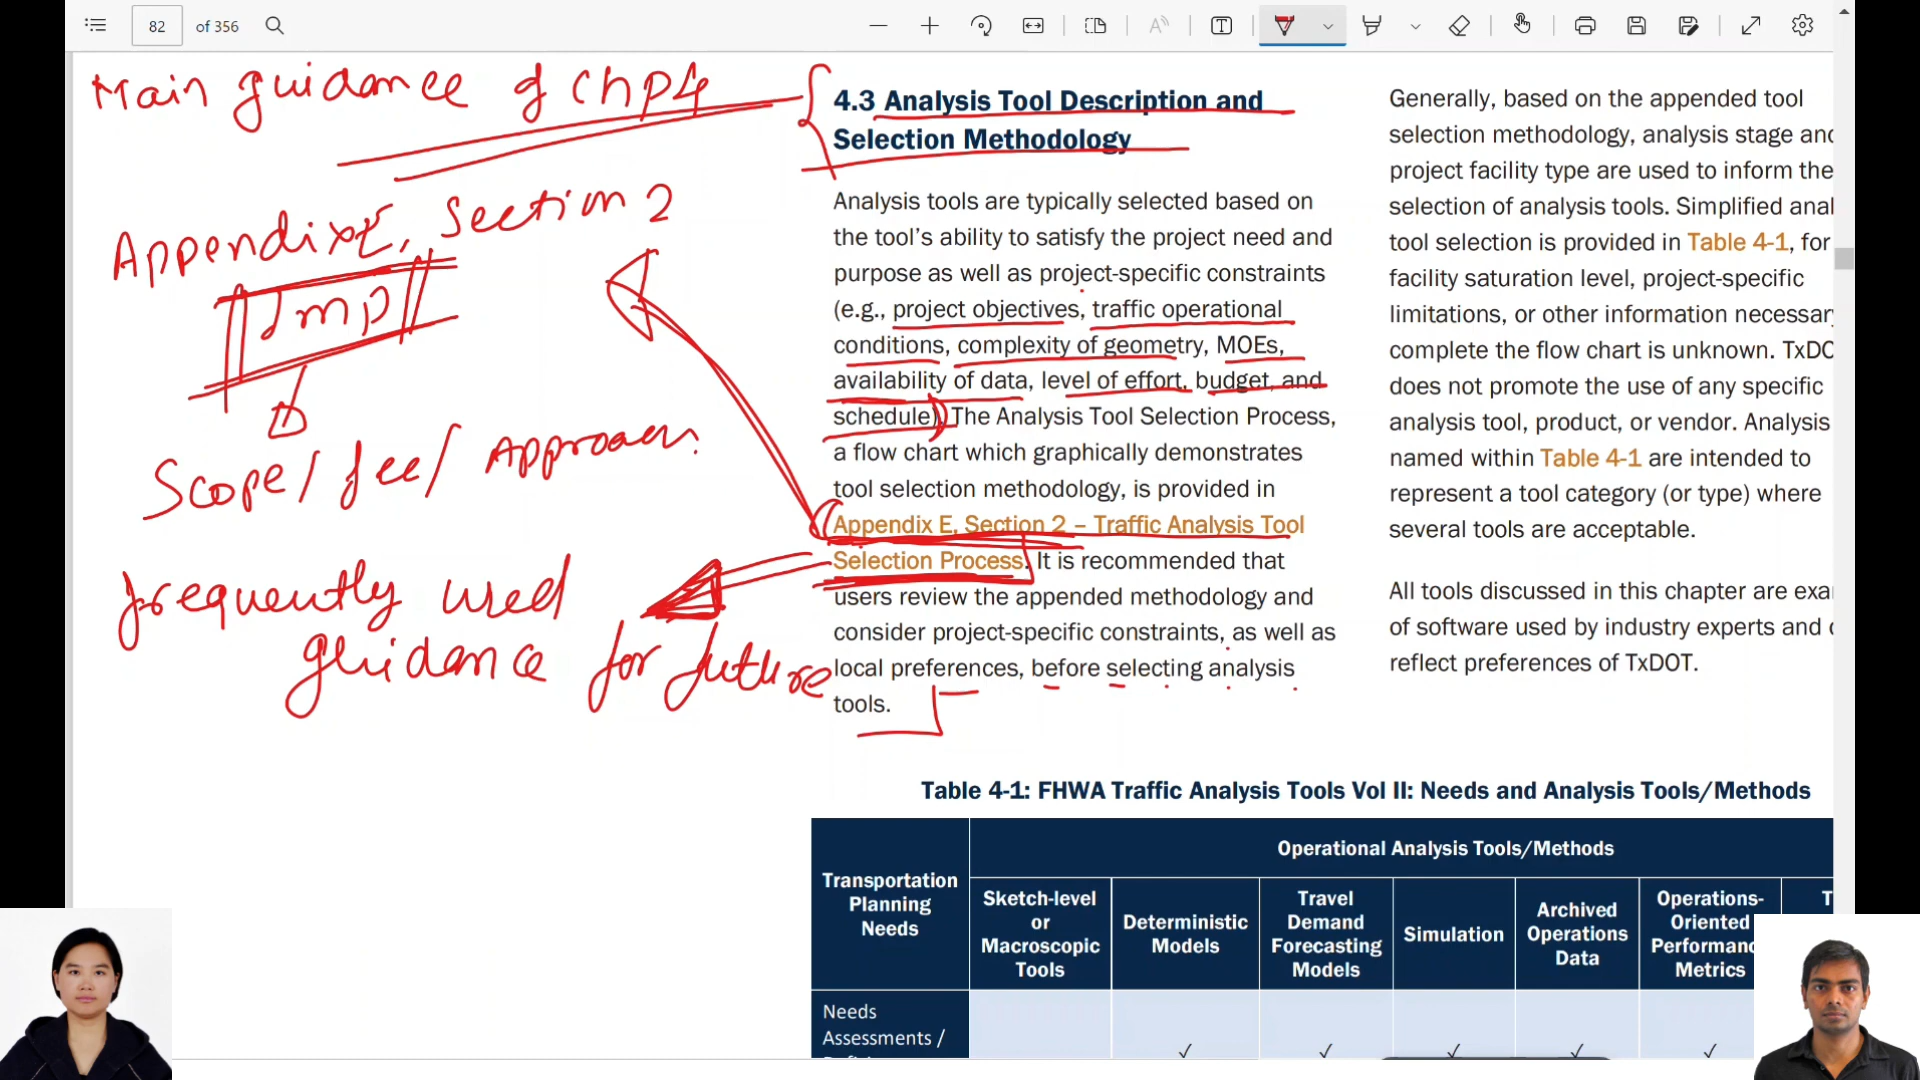 82 of 356
Main guidance of Chp4
Appendix E, Section 2
Imp
Scope/fee/Approach.
frequently used
guidance for future
4.3 Analysis Tool Description and
Selection Methodology
Analysis tools are typically selected based on
the tool's ability to satisfy the project need and
purpose as well as project-specific constraints
(e.g., project objectives, traffic operational
conditions, complexity of geometry, MOEs,
availability of data, level of effort, budget, and
schedule). The Analysis Tool Selection Process,
a flow chart which graphically demonstrates
tool selection methodology, is provided in
Appendix E, Section 2 – Traffic Analysis Tool
Selection Process. It is recommended that
users review the appended methodology and
consider project-specific constraints, as well as
local preferences, before selecting analysis
tools.
Generally, based on the appended tool
selection methodology, analysis stage and
project facility type are used to inform the
selection of analysis tools. Simplified anal
tool selection is provided in Table 4-1, for
facility saturation level, project-specific
limitations, or other information necessary
complete the flow chart is unknown. TxDO
does not promote the use of any specific
analysis tool, product, or vendor. Analysis
named within Table 4-1 are intended to
represent a tool category (or type) where
several tools are acceptable.
All tools discussed in this chapter are exa
of software used by industry experts and
reflect preferences of TxDOT.
Table 4-1: FHWA Traffic Analysis Tools Vol II: Needs and Analysis Tools/Methods
Transportation
Planning
Needs
Operational Analysis Tools/Methods
Sketch-level
or
Macroscopic
Tools
Deterministic
Models
Travel
Demand
Forecasting
Models
Simulation
Archived
Operations
Data
Operations-
Oriented
Performanc
Metrics
T
Needs
Assessments /
✓ ✓ ✓ ✓ ✓